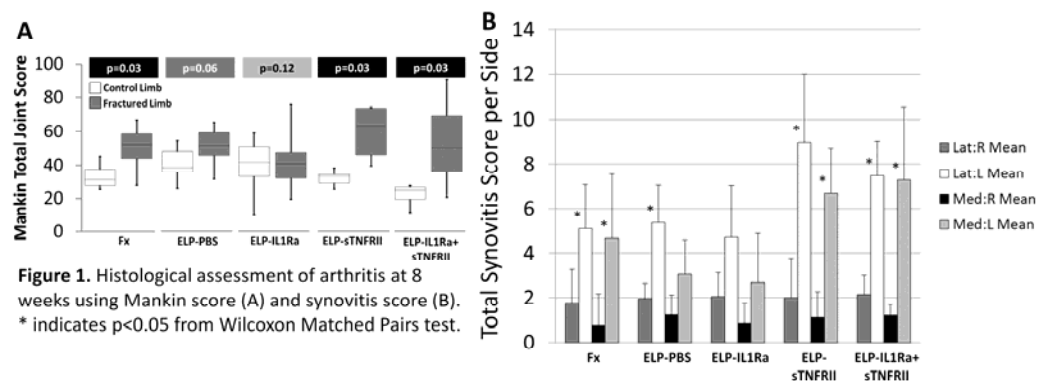 A
Mankin Total Joint Score
100
80
60
40
20
0
p=0.03
p=0.06
p=0.12
p=0.03
p=0.03
Control Limb
Fractured Limb
Fx
ELP-PBS
ELP-IL1Ra
ELP-sTNFRII
ELP-IL1Ra+
sTNFRII
Figure 1. Histological assessment of arthritis at 8
weeks using Mankin score (A) and synovitis score (B).
* indicates p<0.05 from Wilcoxon Matched Pairs test.
B
Total Synovitis Score per Side
14
12
10
8
6
4
2
0
*
*
*
*
*
*
*
Fx
ELP-PBS
ELP-IL1Ra
ELP-
sTNFRII
ELP-IL1Ra+
sTNFRII
Lat:R Mean
Lat:L Mean
Med:R Mean
Med:L Mean